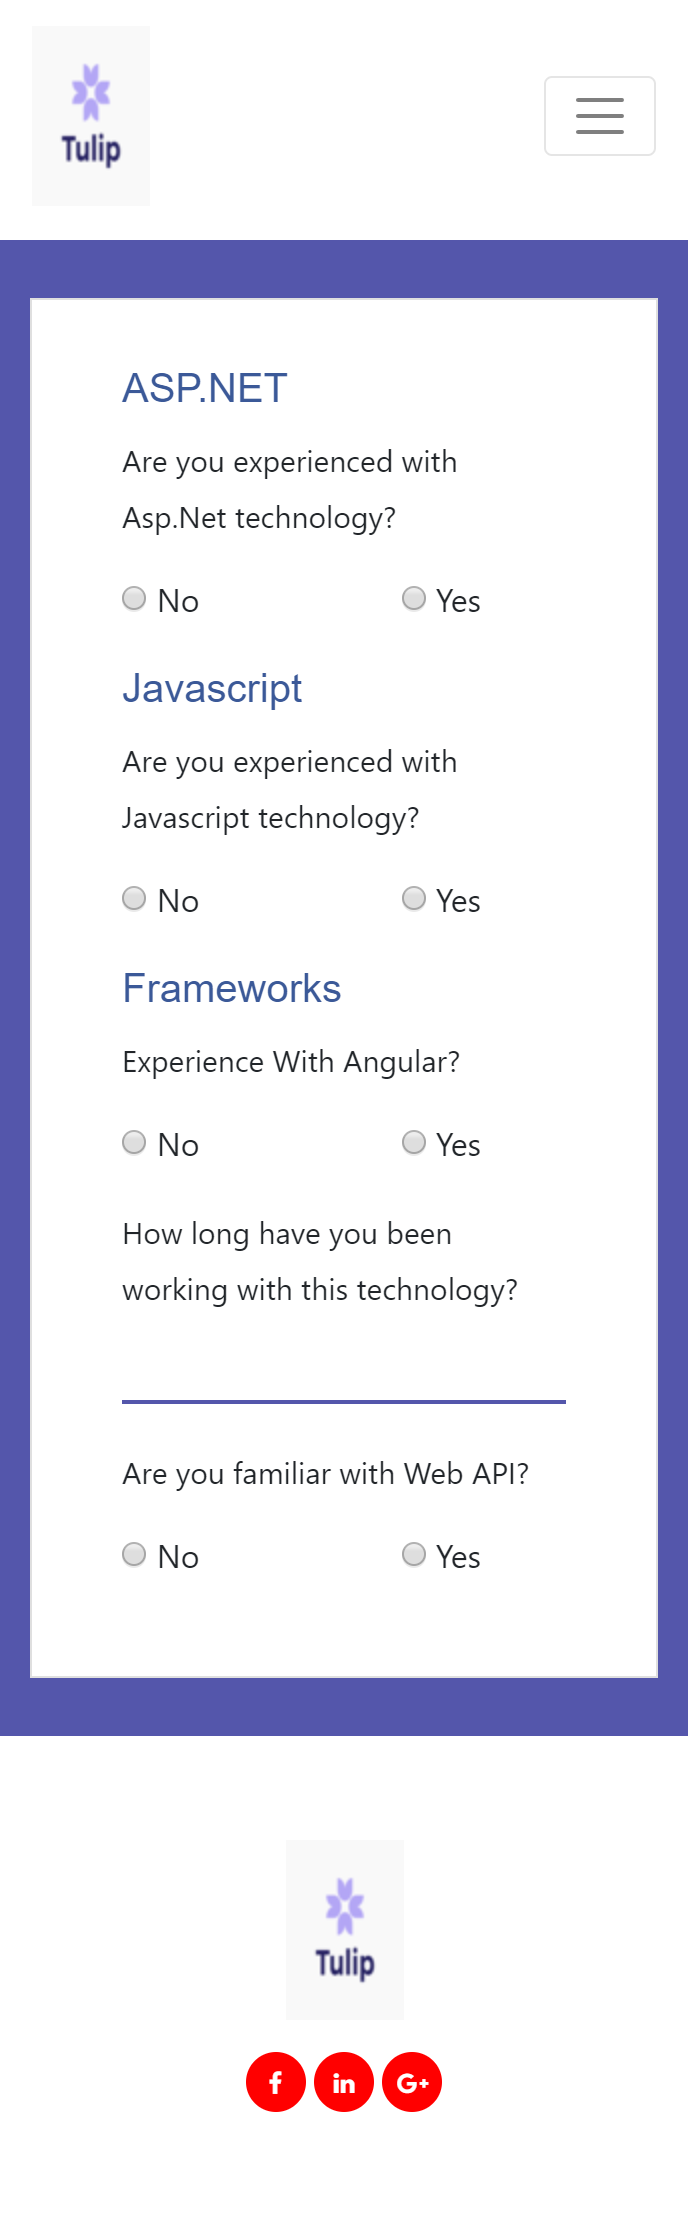 Tulip
ASP.NET
Are you experienced with
Asp.Net technology?
No Yes
Javascript
Are you experienced with
Javascript technology?
No Yes
Frameworks
Experience With Angular?
No Yes
How long have you been
working with this technology?
Are you familiar with Web API?
No Yes
Tulip
f in G+